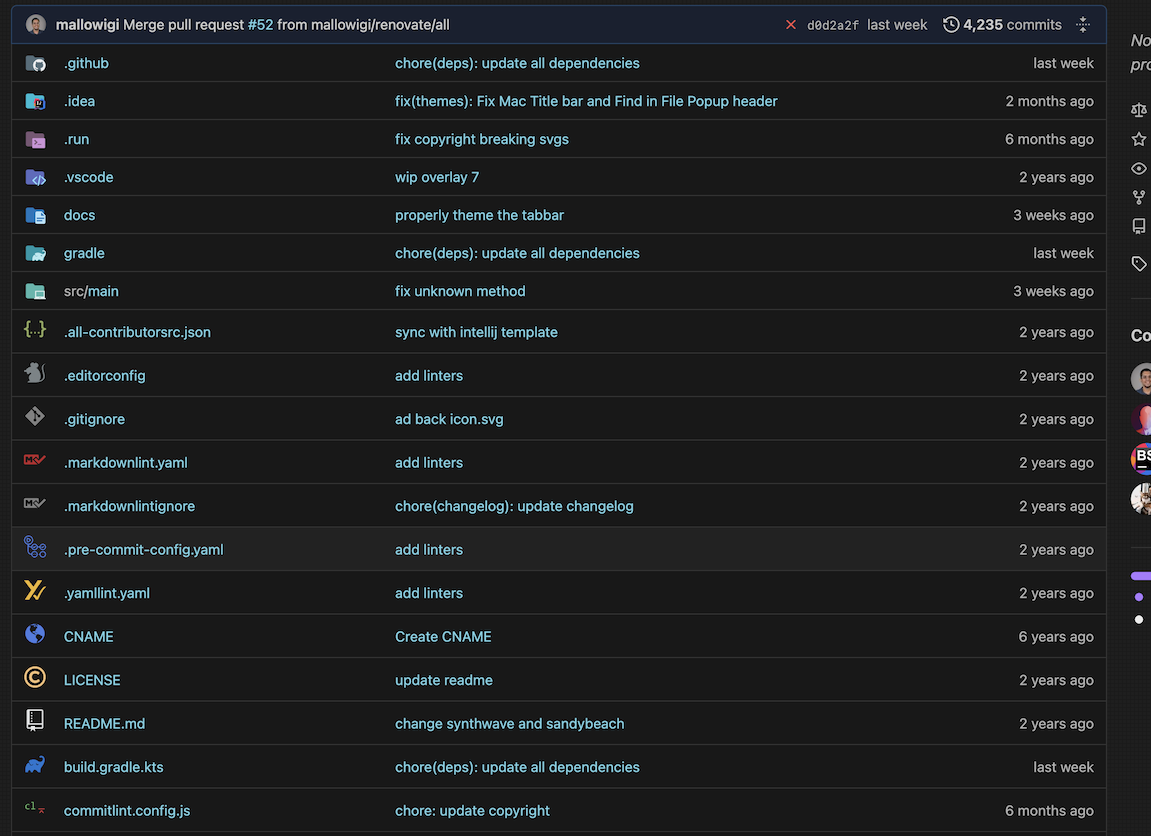 mallowigi Merge pull request #52 from mallowigi/renovate/all d0d2a2f last week 4,235 commits
.github chore(deps): update all dependencies last week
.idea fix(themes): Fix Mac Title bar and Find in File Popup header 2 months ago
.run fix copyright breaking svgs 6 months ago
.vscode wip overlay 7 2 years ago
docs properly theme the tabbar 3 weeks ago
gradle chore(deps): update all dependencies last week
src/main fix unknown method 3 weeks ago
.all-contributorsrc.json sync with intellij template 2 years ago
.editorconfig add linters 2 years ago
.gitignore ad back icon.svg 2 years ago
.markdownlint.yaml add linters 2 years ago
.markdownlintignore chore(changelog): update changelog 2 years ago
.pre-commit-config.yaml add linters 2 years ago
.yamllint.yaml add linters 2 years ago
CNAME Create CNAME 6 years ago
LICENSE update readme 2 years ago
README.md change synthwave and sandybeach 2 years ago
build.gradle.kts chore(deps): update all dependencies last week
cl commitlint.config.js chore: update copyright 6 months ago
No
pro
Co
BS